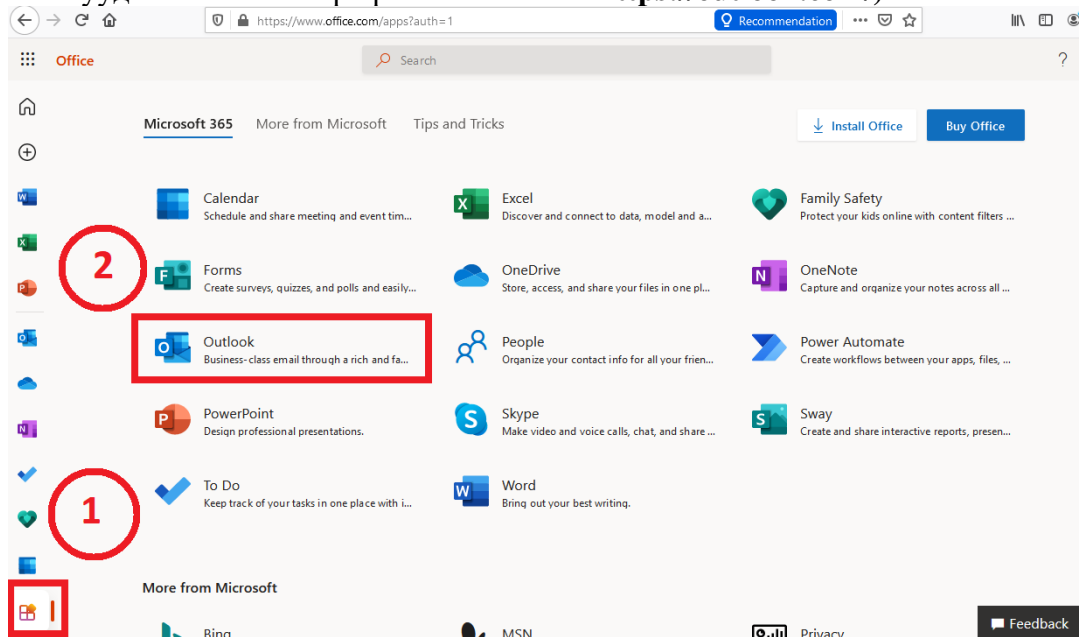 https://www.office.com/apps?auth=1
Recommendation
Office
Search
?
Microsoft 365 More from Microsoft Tips and Tricks
Install Office
Buy Office
Calendar
Schedule and share meeting and event tim...
Excel
Discover and connect to data, model and a...
Family Safety
Protect your kids online with content filters ...
2
Forms
Create surveys, quizzes, and polls and easily...
OneDrive
Store, access, and share your files in one pl...
OneNote
Capture and organize your notes across all ...
Outlook
Business-class email through a rich and fa...
People
Organize your contact info for all your frien...
Power Automate
Create workflows between your apps, files, ...
PowerPoint
Design professional presentations.
Skype
Make video and voice calls, chat, and share ...
Sway
Create and share interactive reports, presen...
1
To Do
Keep track of your tasks in one place with i...
Word
Bring out your best writing.
More from Microsoft
Bing
MSN
Privacy
Feedback